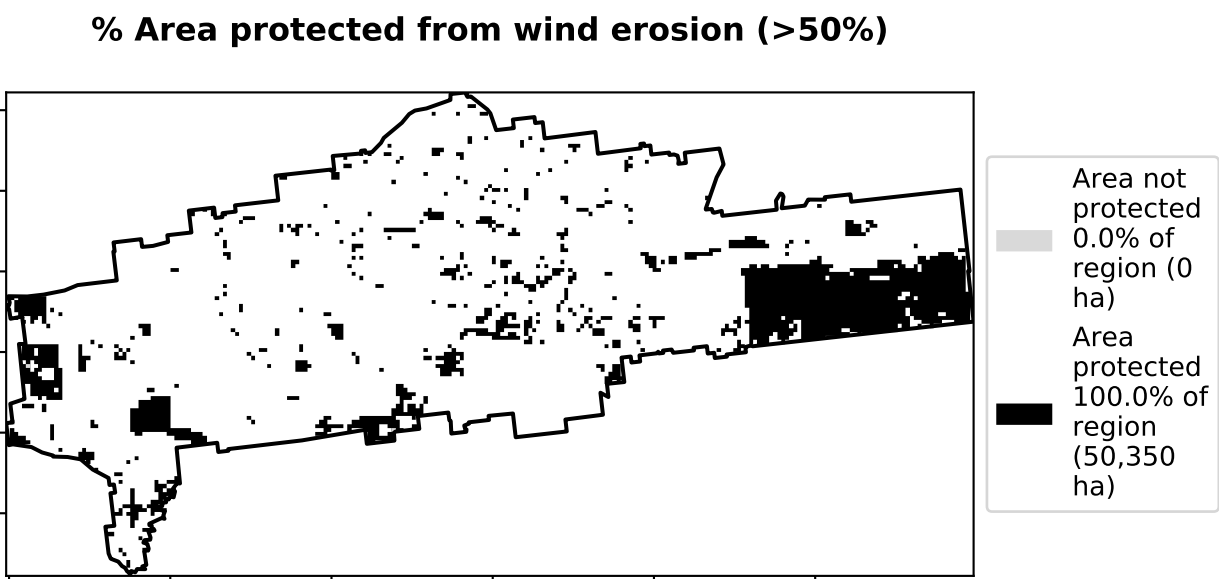 % Area protected from wind erosion (>50%)
Area not
protected
0.0% of
region (0
ha)
Area
protected
100.0% of
region
(50,350
ha)